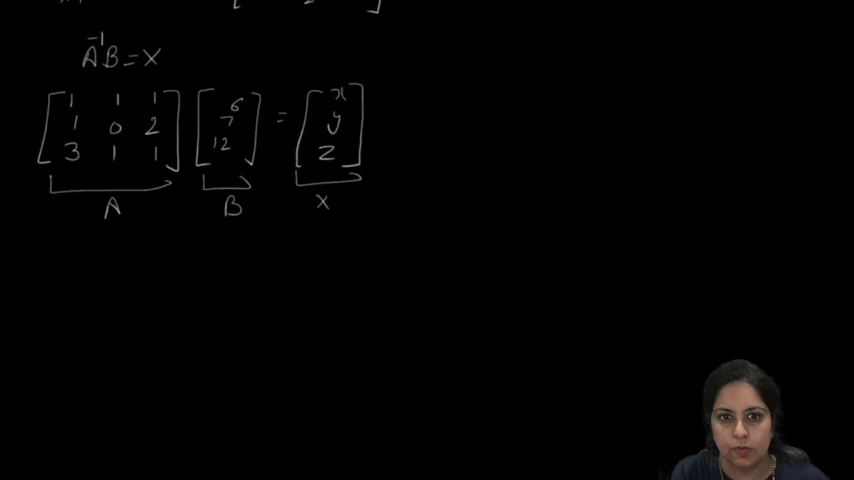 A⁻¹B = X
[1 1 1; 1 0 2; 3 1 1] [6; 7; 12] = [x; y; z]
A B X